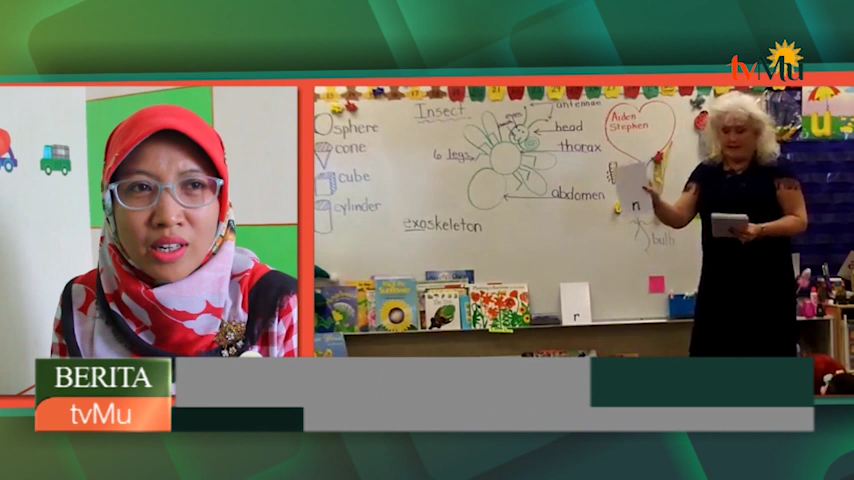 tvMu
Insect
antennae
eyes
head
thorax
6 legs
abdomen
exoskeleton
sphere
cone
cube
cylinder
Aiden
Stephen
n
bulb
u
r
BERITA
tvMu